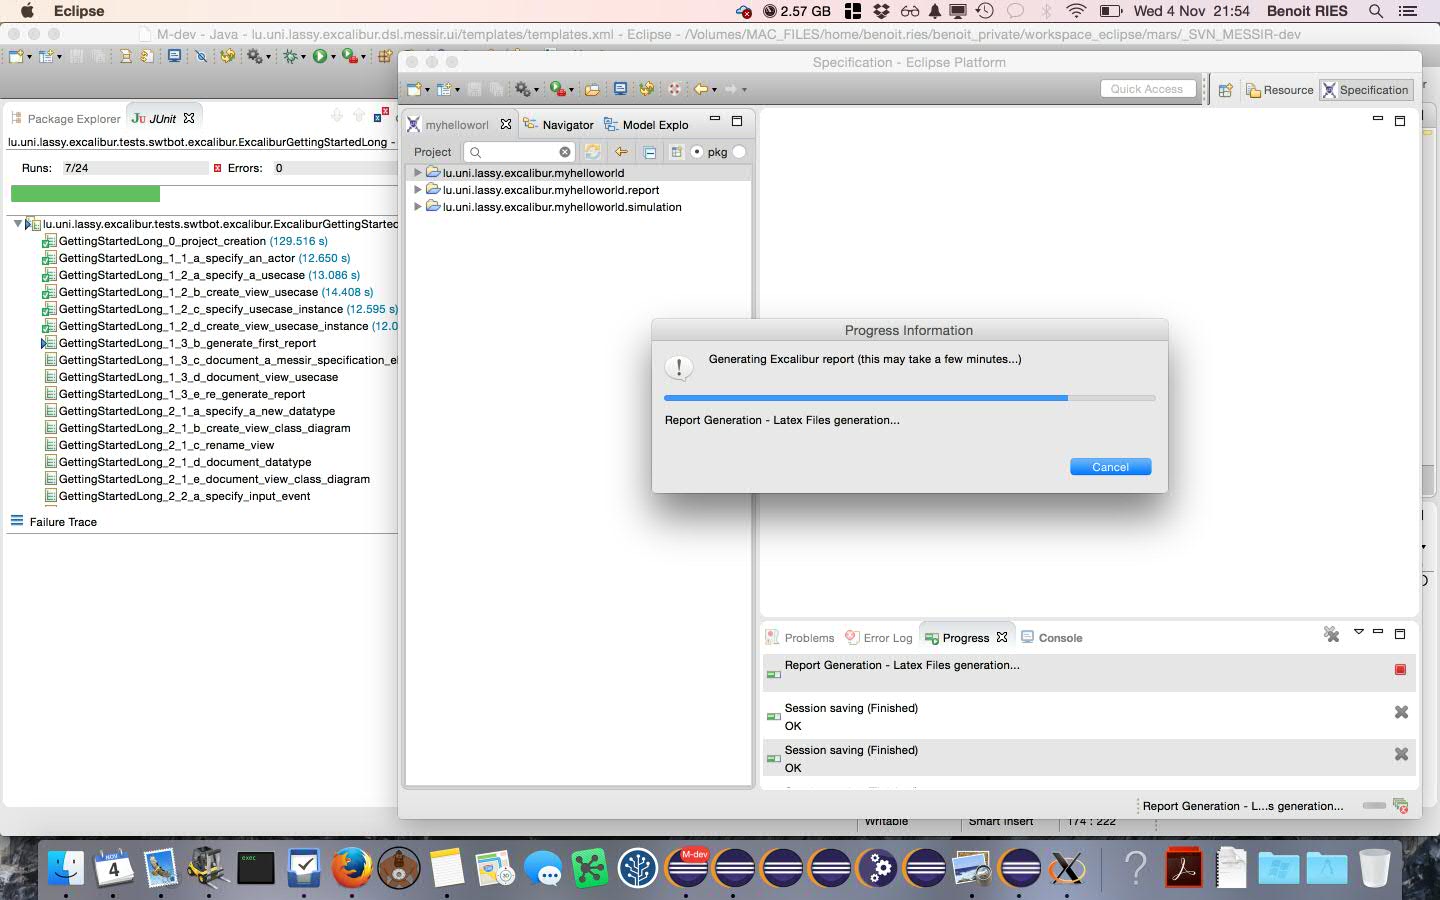 Eclipse
2.57 GB
Wed 4 Nov 21:54
Benoit RIES
M-dev - Java - lu.uni.lassy.excalibur.dsl.messir.ui/templates/templates.xml - Eclipse - /Volumes/MAC_FILES/home/benoit.ries/benoit_private/workspace_eclipse/mars/_SVN_MESSIR-dev
Specification - Eclipse Platform
Quick Access
Resource
Specification
Package Explorer
JU JUnit
lu.uni.lassy.excalibur.tests.swtbot.excalibur.ExcaliburGettingStartedLong -
Runs: 7/24
Errors: 0
lu.uni.lassy.excalibur.tests.swtbot.excalibur.ExcaliburGettingStarted
GettingStartedLong_0_project_creation (129.516 s)
GettingStartedLong_1_1_a_specify_an_actor (12.650 s)
GettingStartedLong_1_2_a_specify_a_usecase (13.086 s)
GettingStartedLong_1_2_b_create_view_usecase (14.408 s)
GettingStartedLong_1_2_c_specify_usecase_instance (12.595 s)
GettingStartedLong_1_2_d_create_view_usecase_instance (12.0
GettingStartedLong_1_3_b_generate_first_report
GettingStartedLong_1_3_c_document_a_messir_specification_e
GettingStartedLong_1_3_d_document_view_usecase
GettingStartedLong_1_3_e_re_generate_report
GettingStartedLong_2_1_a_specify_a_new_datatype
GettingStartedLong_2_1_b_create_view_class_diagram
GettingStartedLong_2_1_c_rename_view
GettingStartedLong_2_1_d_document_datatype
GettingStartedLong_2_1_e_document_view_class_diagram
GettingStartedLong_2_2_a_specify_input_event
Failure Trace
myhelloworl
Navigator
Model Explo
Project
pkg
lu.uni.lassy.excalibur.myhelloworld
lu.uni.lassy.excalibur.myhelloworld.report
lu.uni.lassy.excalibur.myhelloworld.simulation
Progress Information
Generating Excalibur report (this may take a few minutes...)
Report Generation - Latex Files generation...
Cancel
Problems
Error Log
Progress
Console
Report Generation - Latex Files generation...
Session saving (Finished)
OK
Session saving (Finished)
OK
Report Generation - L...s generation...
Writable
Smart Insert
174 : 222
NOV
4
exec
M-dev